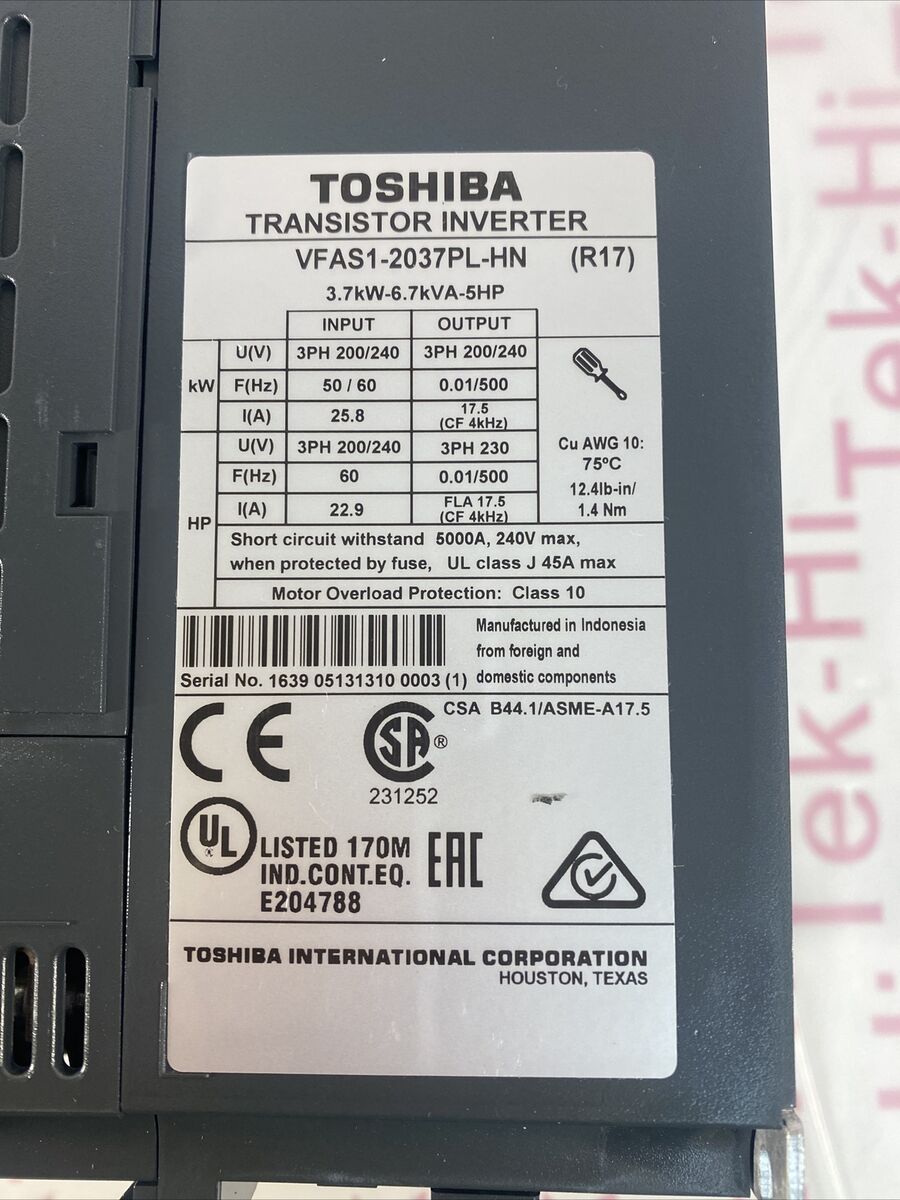 TOSHIBA
TRANSISTOR INVERTER
VFAS1-2037PL-HN (R17)
3.7kW-6.7kVA-5HP
INPUT OUTPUT
kW
U(V) 3PH 200/240 3PH 200/240
F(Hz) 50 / 60 0.01/500
I(A) 25.8 17.5
(CF 4kHz)
HP
U(V) 3PH 200/240 3PH 230
F(Hz) 60 0.01/500
I(A) 22.9 FLA 17.5
(CF 4kHz)
Cu AWG 10:
75ºC
12.4lb-in/
1.4 Nm
Short circuit withstand 5000A, 240V max,
when protected by fuse, UL class J 45A max
Motor Overload Protection: Class 10
Manufactured in Indonesia
from foreign and
domestic components
Serial No. 1639 05131310 0003 (1)
CE
CSA B44.1/ASME-A17.5
SA®
231252
UL
LISTED 170M
IND.CONT.EQ.
E204788
EAC
TOSHIBA INTERNATIONAL CORPORATION
HOUSTON, TEXAS
Tek-HiTek-Hi